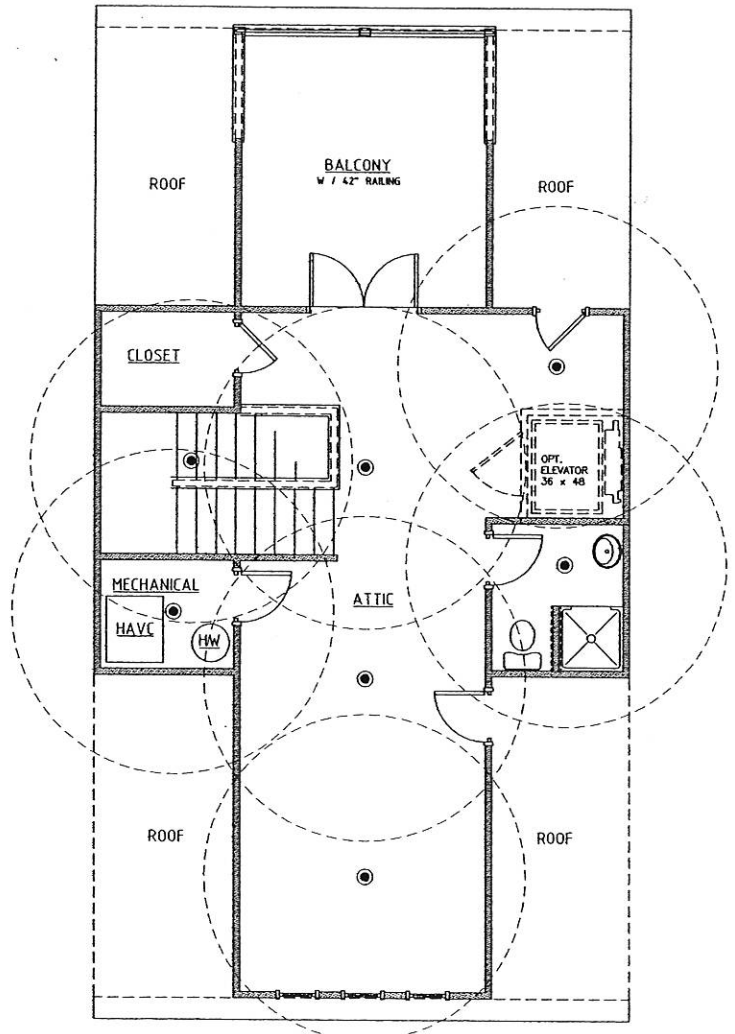 ROOF
BALCONY
W / 42" RAILING
ROOF
CLOSET
OPT.
ELEVATOR
36 x 48
MECHANICAL
ATTIC
HAVC
HW
ROOF
ROOF